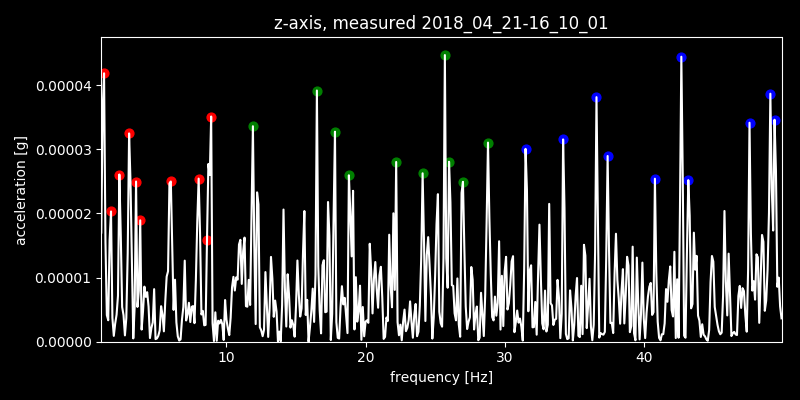 z-axis, measured 2018_04_21-16_10_01
acceleration [g]
0.00004
0.00003
0.00002
0.00001
0.00000
10 20 30 40
frequency [Hz]